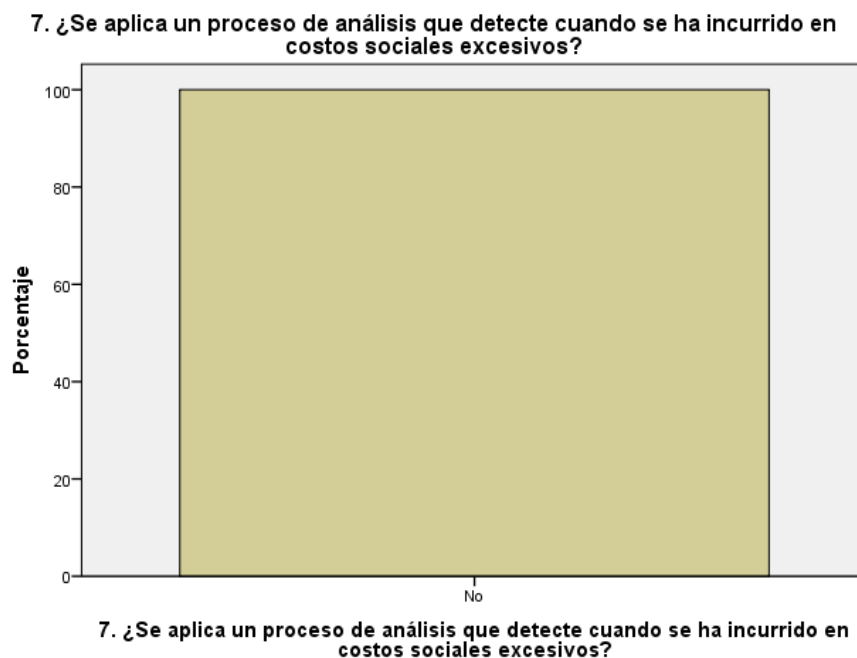 7. ¿Se aplica un proceso de análisis que detecte cuando se ha incurrido en
costos sociales excesivos?
Porcentaje
100
80
60
40
20
0
No
7. ¿Se aplica un proceso de análisis que detecte cuando se ha incurrido en
costos sociales excesivos?